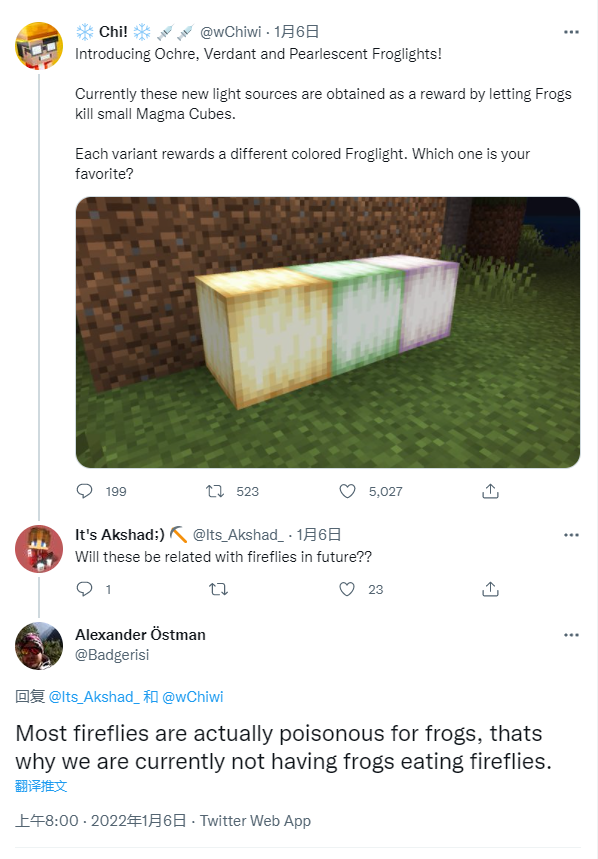 ❄️ Chi! ❄️ 💉 💉 @wChiwi · 1月6日
Introducing Ochre, Verdant and Pearlescent Froglights!
Currently these new light sources are obtained as a reward by letting Frogs
kill small Magma Cubes.
Each variant rewards a different colored Froglight. Which one is your
favorite?
199 523 5,027
It's Akshad;) ⛏️ @Its_Akshad_ · 1月6日
Will these be related with fireflies in future??
1 23
Alexander Östman
@Badgerisi
回复 @Its_Akshad_ 和 @wChiwi
Most fireflies are actually poisonous for frogs, thats
why we are currently not having frogs eating fireflies.
翻译推文
上午8:00 · 2022年1月6日 · Twitter Web App